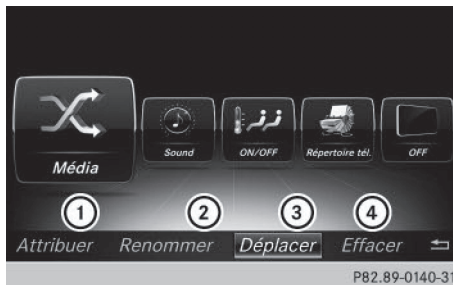 Média
Sound
ON/OFF
Répertoire tél.
OFF
1 2 3 4
Attribuer Renommer Déplacer Effacer
P82.89-0140-31